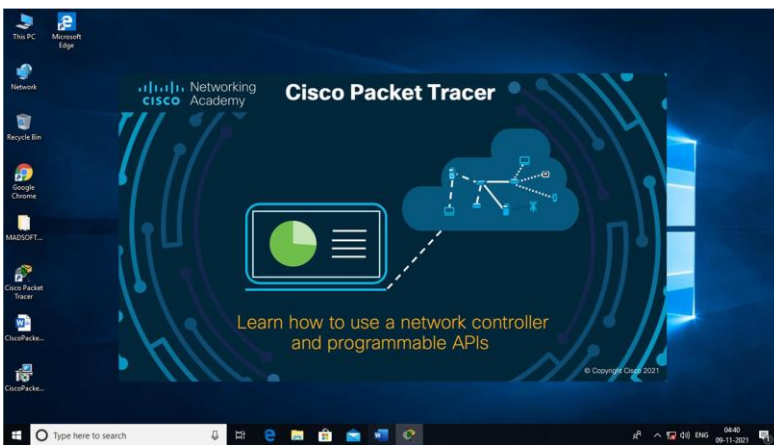 This PC
Microsoft
Edge
Network
Recycle Bin
Google
Chrome
MADSOFT...
Cisco Packet
Tracer
CIscoPacke...
CiscoPacke...
CISCO
Networking
Academy
Cisco Packet Tracer
Learn how to use a network controller
and programmable APIs
© Copyright Cisco 2021
Type here to search
ENG
04:40
09-11-2021